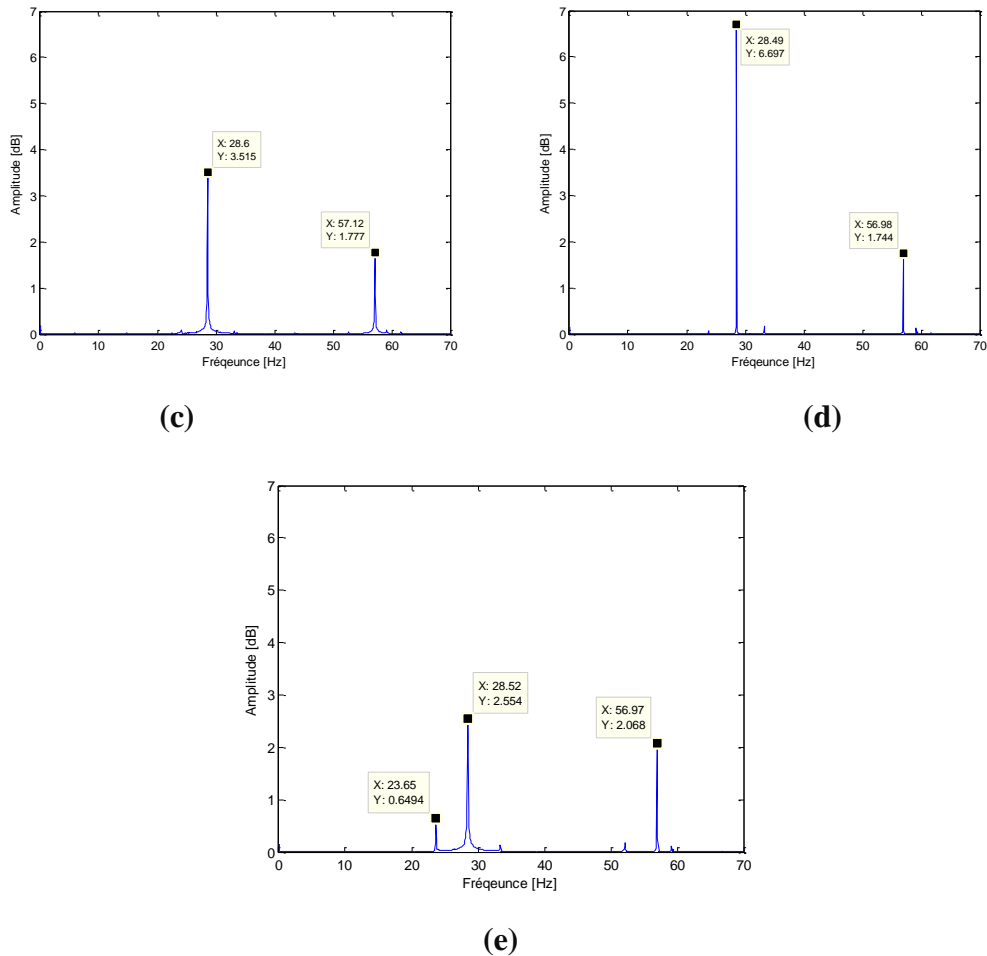 7
6
5
4
3
2
1
0
Amplitude [dB]
X: 28.6
Y: 3.515
X: 57.12
Y: 1.777
0 10 20 30 40 50 60 70
Fréqeunce [Hz]
(c)
7
6
5
4
3
2
1
0
Amplitude [dB]
X: 28.49
Y: 6.697
X: 56.98
Y: 1.744
0 10 20 30 40 50 60 70
Fréqeunce [Hz]
(d)
7
6
5
4
3
2
1
0
Amplitude [dB]
X: 23.65
Y: 0.6494
X: 28.52
Y: 2.554
X: 56.97
Y: 2.068
0 10 20 30 40 50 60 70
Fréqeunce [Hz]
(e)